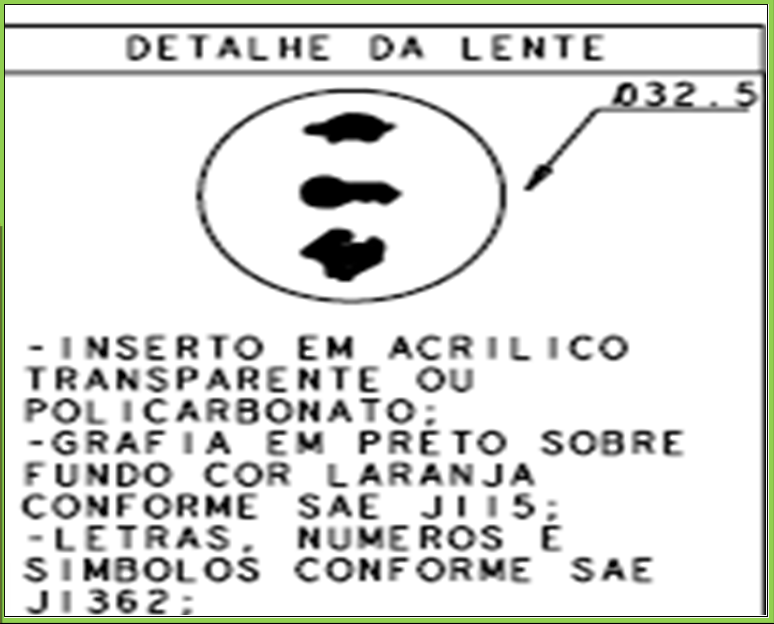 DETALHE DA LENTE
Ø32.5
-INSERTO EM ACRILICO
TRANSPARENTE OU
POLICARBONATO;
-GRAFIA EM PRETO SOBRE
FUNDO COR LARANJA
CONFORME SAE J115;
-LETRAS, NUMEROS E
SIMBOLOS CONFORME SAE
J1362;